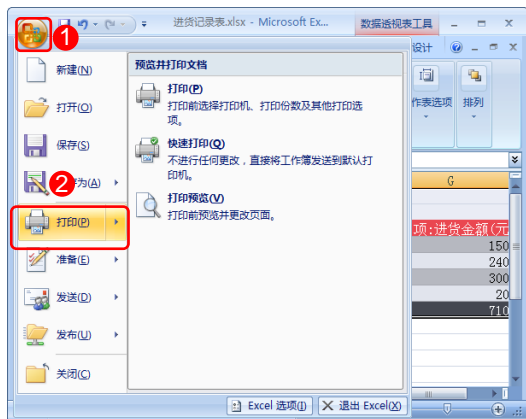 进货记录表.xlsx - Microsoft Ex...
数据透视表工具
1
设计
新建(N)
预览并打印文档
打开(O)
打印(P)
打印前选择打印机、打印份数及其他打印选
项。
作表选项
排列
保存(S)
快速打印(Q)
不进行任何更改，直接将工作簿发送到默认打
印机。
2
为(A)
G
打印预览(V)
打印前预览并更改页面。
打印(P)
项:进货金额(元
150
准备(E)
240
300
发送(D)
20
710
发布(U)
关闭(C)
Excel 选项(I)
退出 Excel(X)